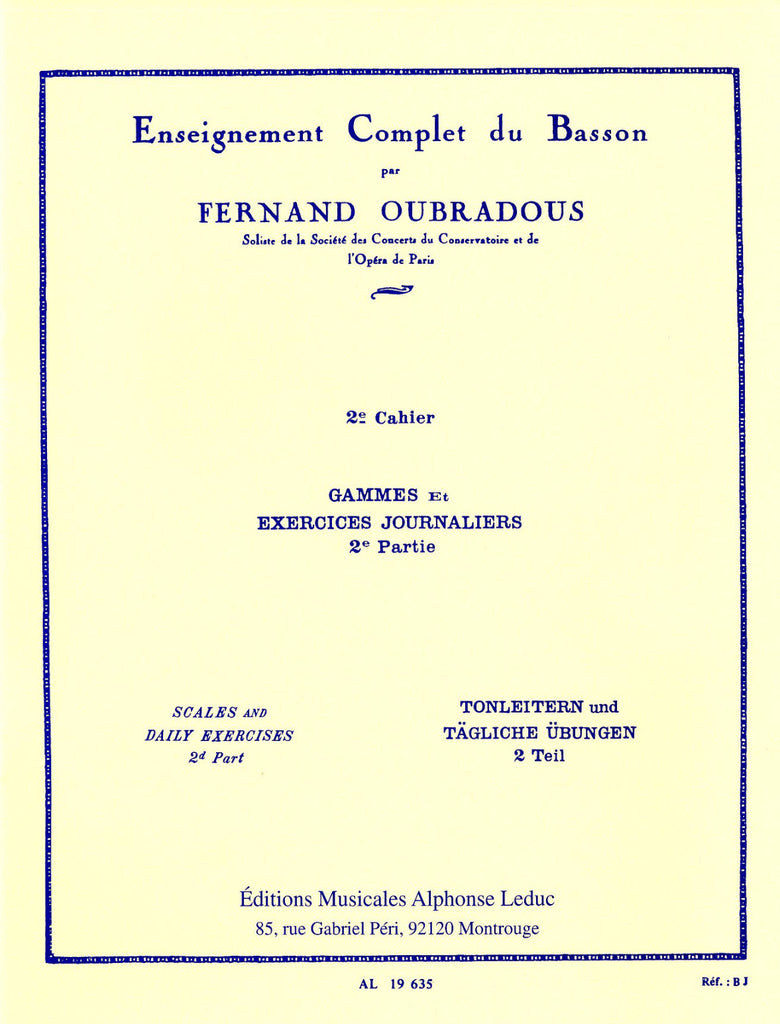 Enseignement Complet du Basson
par
FERNAND OUBRADOUS
Soliste de la Société des Concerts du Conservatoire et de
l'Opéra de Paris
2e Cahier
GAMMES Et
EXERCICES JOURNALIERS
2e Partie
SCALES AND
DAILY EXERCISES
2d Part
TONLEITERN und
TÄGLICHE ÜBUNGEN
2 Teil
Éditions Musicales Alphonse Leduc
85, rue Gabriel Péri, 92120 Montrouge
AL 19 635
Réf. : B J